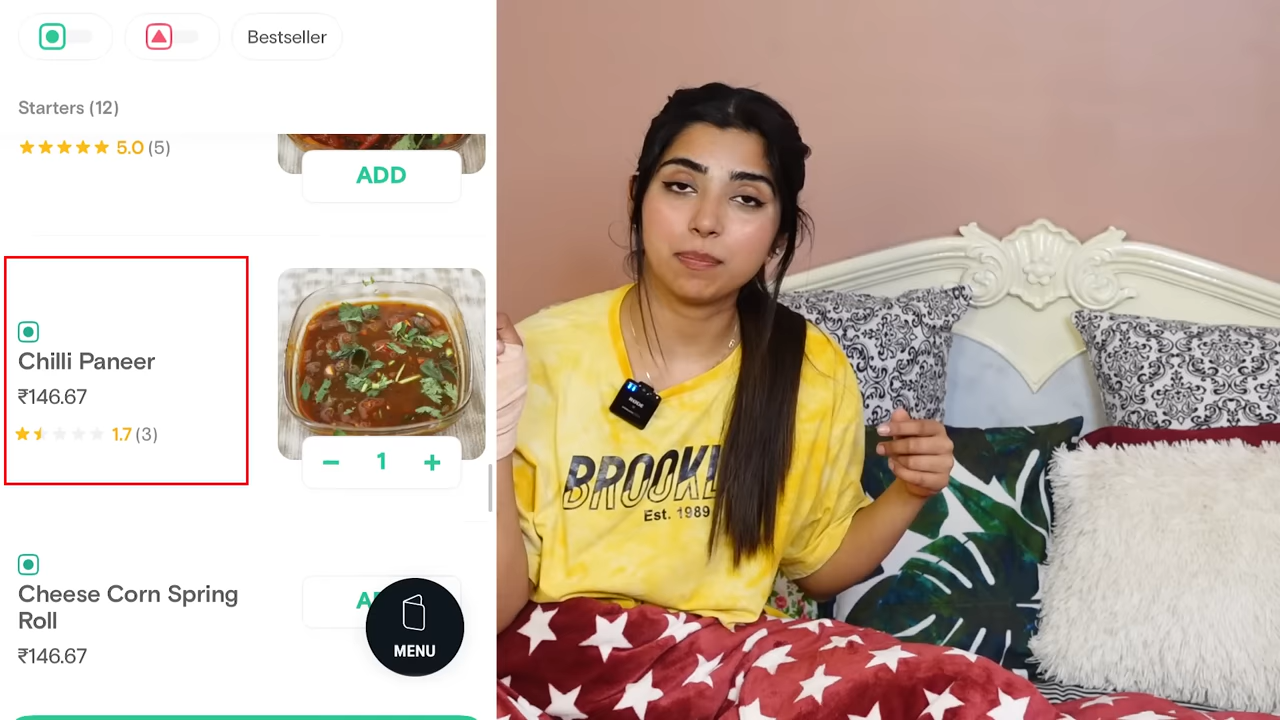 Bestseller
Starters (12)
5.0 (5)
ADD
Chilli Paneer
₹146.67
1.7 (3)
1
Cheese Corn Spring
Roll
₹146.67
MENU
Est. 1989